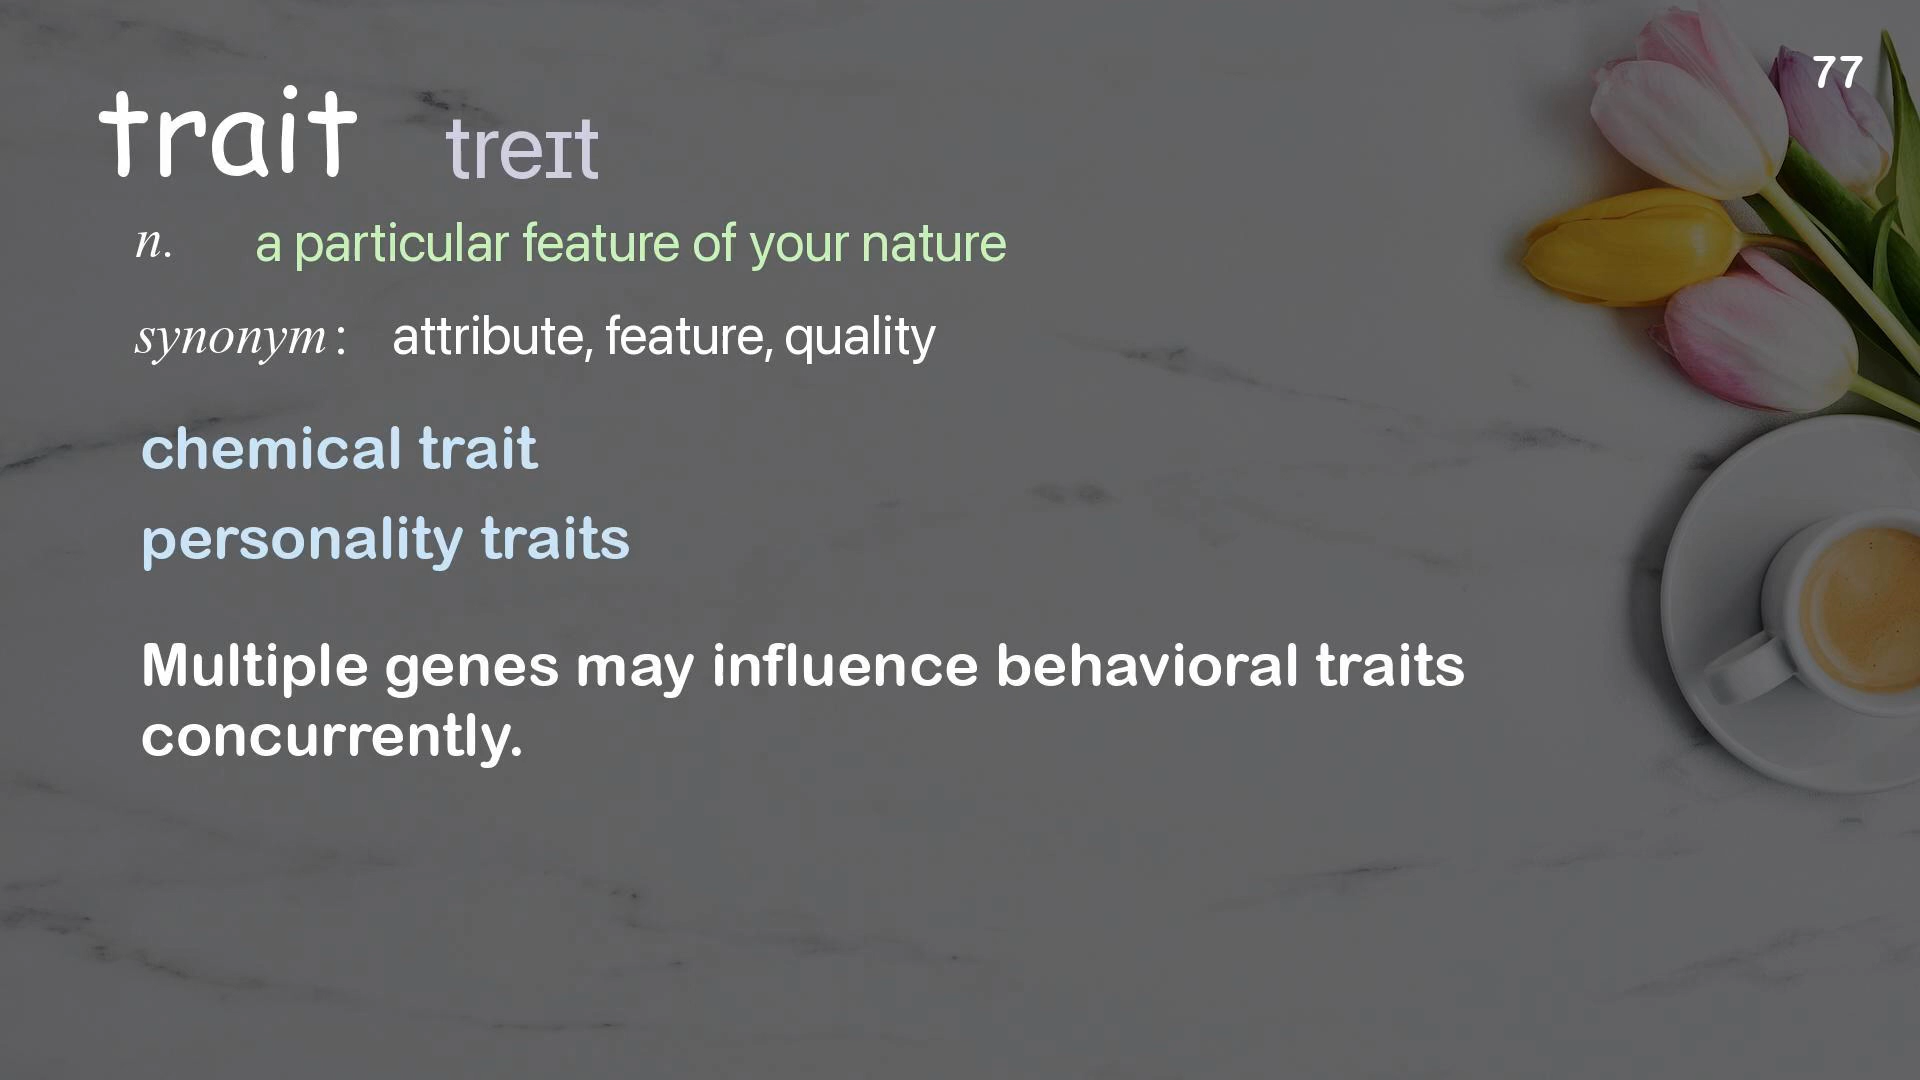 77
trait treɪt
n. a particular feature of your nature
synonym: attribute, feature, quality
chemical trait
personality traits
Multiple genes may influence behavioral traits
concurrently.